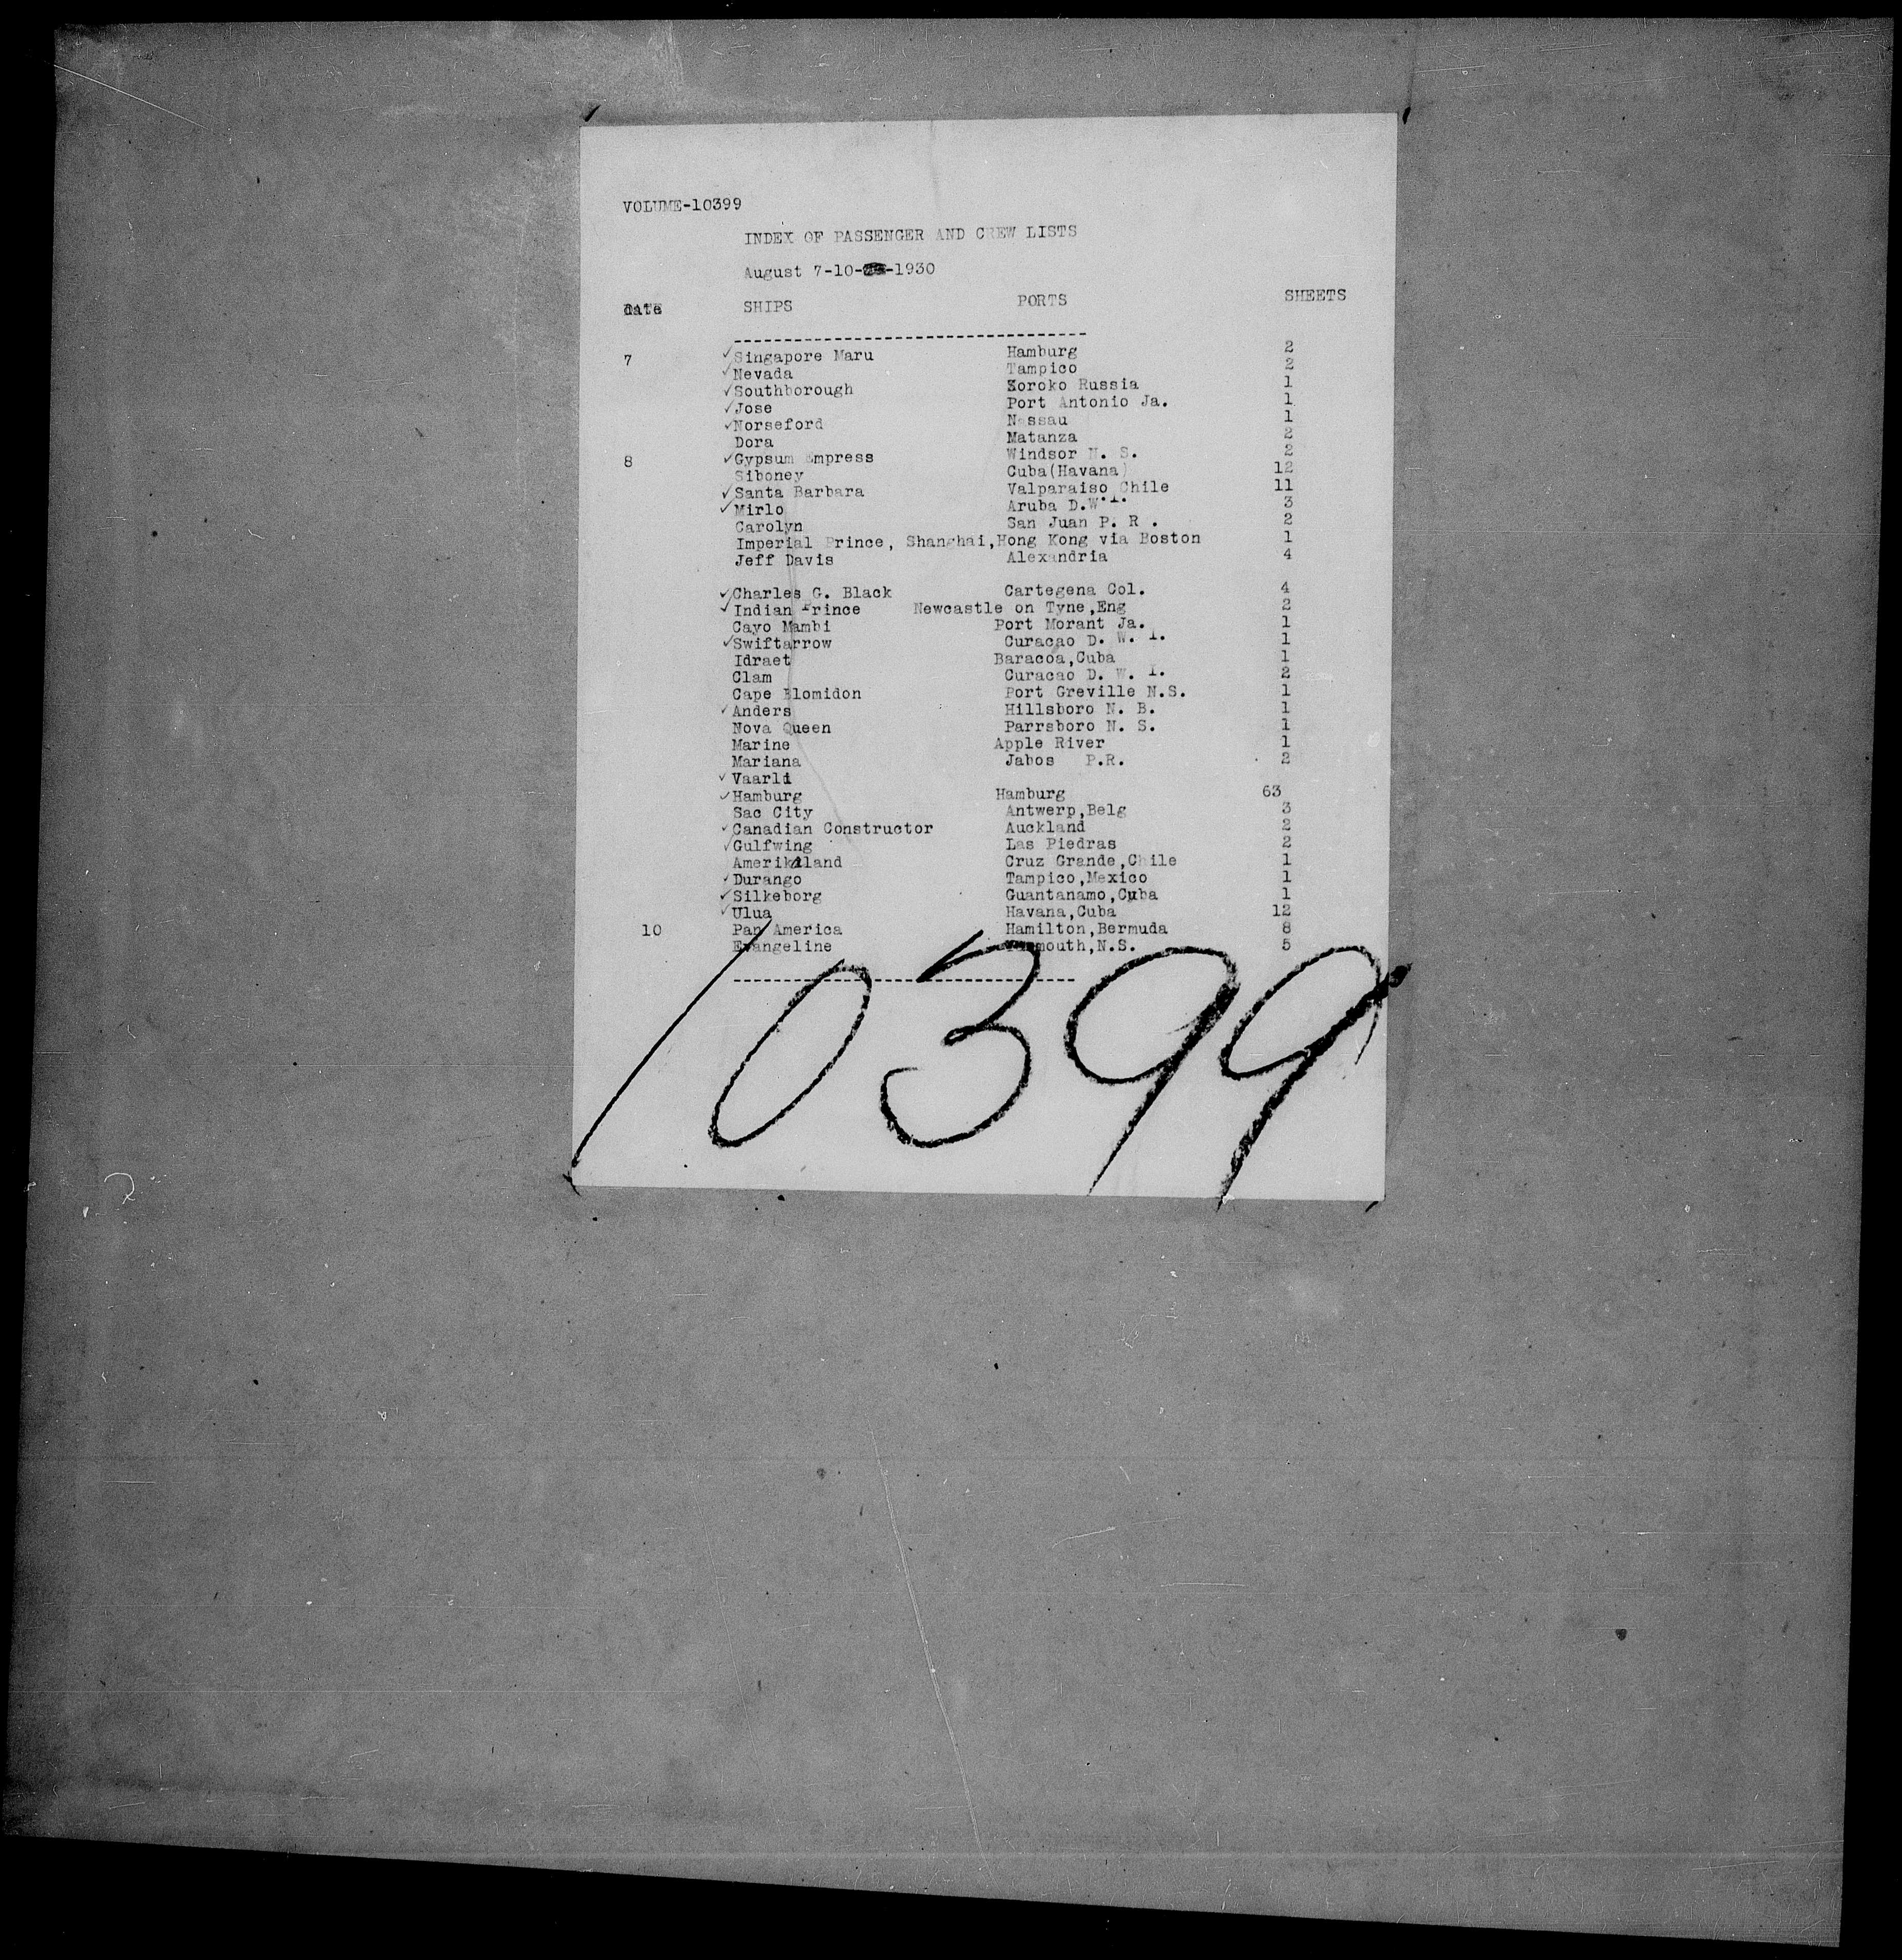 VOLUME-10399
INDEX OF PASSENGER AND CREW LISTS
August 7-10- -1930
date SHIPS PORTS SHEETS
-----------------------------------
7 ✓Singapore Maru Hamburg 2
✓Nevada Tampico 2
✓Southborough Koroko Russia 1
✓Jose Port Antonio Ja. 1
✓Norseford Nassau 1
Dora Matanza 2
8 ✓Gypsum Empress Windsor N. S. 2
Siboney Cuba(Havana) 12
✓Santa Barbara Valparaiso Chile 11
✓Mirlo Aruba D.W.I. 3
Carolyn San Juan P. R . 2
Imperial Prince, Shanghai,Hong Kong via Boston 1
Jeff Davis Alexandria 4
✓Charles G. Black Cartegena Col. 4
✓Indian Prince Newcastle on Tyne,Eng 2
Cayo Mambi Port Morant Ja. 1
✓Swiftarrow Curacao D. W. I. 1
Idraet Baracoa,Cuba 1
Clam Curacao D. W. I. 2
Cape Blomidon Port Greville N.S. 1
✓Anders Hillsboro N. B. 1
Nova Queen Parrsboro N. S. 1
Marine Apple River 1
Mariana Jabos P.R. 2
✓Vaarli
✓Hamburg Hamburg 63
Sac City Antwerp,Belg 3
✓Canadian Constructor Auckland 2
✓Gulfwing Las Piedras 2
Amerikaland Cruz Grande,Chile 1
✓Durango Tampico,Mexico 1
✓Silkeborg Guantanamo,Cuba 1
✓Ulua Havana,Cuba 12
10 Pan America Hamilton,Bermuda 8
Evangeline Yarmouth,N.S. 5
----------------------------------
10399